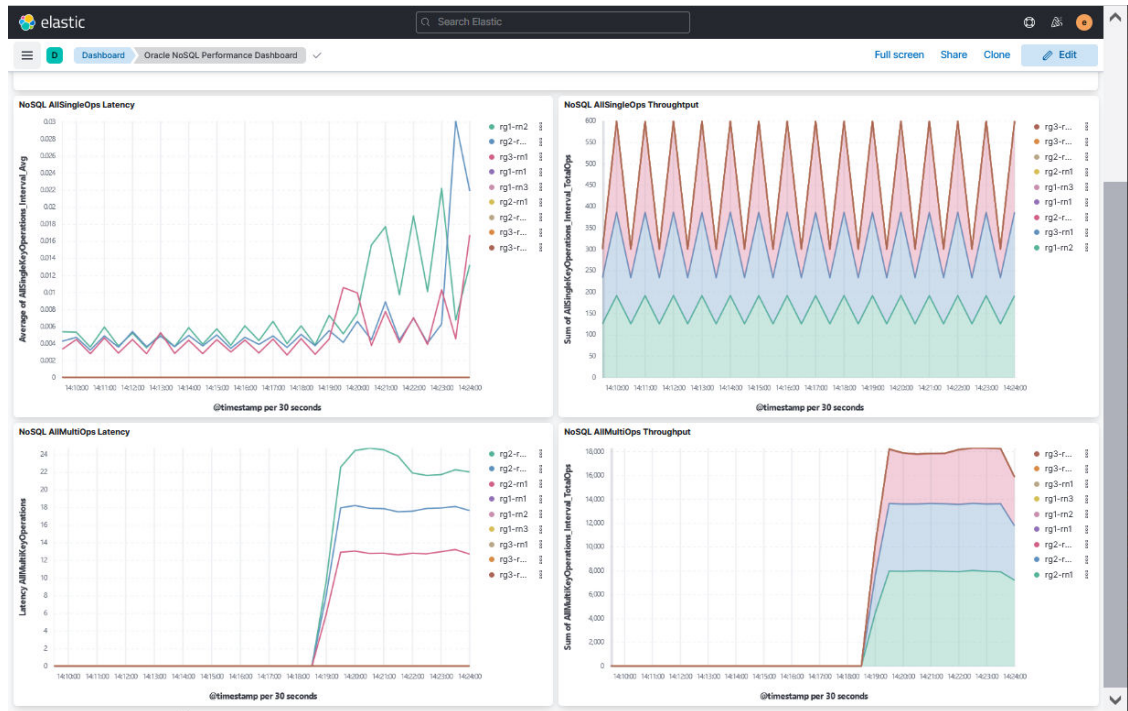 elastic
Search Elastic
e
D
Dashboard
Oracle NoSQL Performance Dashboard
Full screen
Share
Clone
Edit
NoSQL AllSingleOps Latency
Average of AllSingleKeyOperations_Interval_Avg
0.03
0.028
0.026
0.024
0.022
0.02
0.018
0.016
0.014
0.012
0.01
0.008
0.006
0.004
0.002
0
14:10:00 14:11:00 14:12:00 14:13:00 14:14:00 14:15:00 14:16:00 14:17:00 14:18:00 14:19:00 14:20:00 14:21:00 14:22:00 14:23:00 14:24:00
@timestamp per 30 seconds
rg1-rn2
rg2-r...
rg3-rn1
rg1-rn1
rg1-rn3
rg2-rn1
rg2-r...
rg3-r...
rg3-r...
NoSQL AllSingleOps Throughtput
Sum of AllSingleKeyOperations_Interval_TotalOps
600
550
500
450
400
350
300
250
200
150
100
50
0
14:10:00 14:11:00 14:12:00 14:13:00 14:14:00 14:15:00 14:16:00 14:17:00 14:18:00 14:19:00 14:20:00 14:21:00 14:22:00 14:23:00 14:24:00
@timestamp per 30 seconds
rg3-r...
rg3-r...
rg2-r...
rg2-rn1
rg1-rn3
rg1-rn1
rg2-r...
rg3-rn1
rg1-rn2
NoSQL AllMultiOps Latency
Latency AllMultiKeyOperations
24
22
20
18
16
14
12
10
8
6
4
2
0
14:10:00 14:11:00 14:12:00 14:13:00 14:14:00 14:15:00 14:16:00 14:17:00 14:18:00 14:19:00 14:20:00 14:21:00 14:22:00 14:23:00 14:24:00
@timestamp per 30 seconds
rg2-r...
rg2-r...
rg2-rn1
rg1-rn1
rg1-rn2
rg1-rn3
rg3-rn1
rg3-r...
rg3-r...
NoSQL AllMultiOps Throughput
Sum of AllMultiKeyOperations_Interval_TotalOps
18,000
16,000
14,000
12,000
10,000
8,000
6,000
4,000
2,000
0
14:10:00 14:11:00 14:12:00 14:13:00 14:14:00 14:15:00 14:16:00 14:17:00 14:18:00 14:19:00 14:20:00 14:21:00 14:22:00 14:23:00 14:24:00
@timestamp per 30 seconds
rg3-r...
rg3-r...
rg3-rn1
rg1-rn3
rg1-rn2
rg1-rn1
rg2-r...
rg2-r...
rg2-rn1